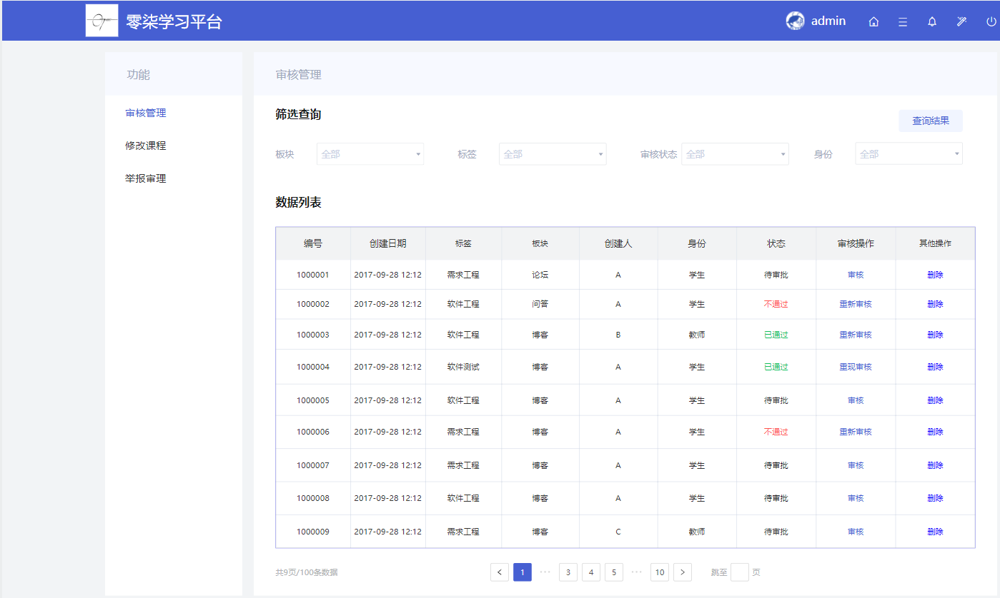 零柒学习平台 admin
功能
审核管理
修改课程
举报审理
审核管理
筛选查询
查询结果
板块 全部 标签 全部 审核状态 全部 身份 全部
数据列表
编号 创建日期 标签 板块 创建人 身份 状态 审核操作 其他操作
1000001 2017-09-28 12:12 需求工程 论坛 A 学生 待审批 审核 删除
1000002 2017-09-28 12:12 软件工程 问答 A 学生 不通过 重新审核 删除
1000003 2017-09-28 12:12 软件工程 博客 B 教师 已通过 重新审核 删除
1000004 2017-09-28 12:12 软件测试 博客 A 学生 已通过 重现审核 删除
1000005 2017-09-28 12:12 软件工程 博客 A 学生 待审批 审核 删除
1000006 2017-09-28 12:12 需求工程 博客 A 学生 不通过 重新审核 删除
1000007 2017-09-28 12:12 需求工程 博客 A 学生 待审批 审核 删除
1000008 2017-09-28 12:12 软件工程 博客 A 学生 待审批 审核 删除
1000009 2017-09-28 12:12 需求工程 博客 C 教师 待审批 审核 删除
共9页/100条数据 < 1 ··· 3 4 5 ··· 10 > 跳至 页